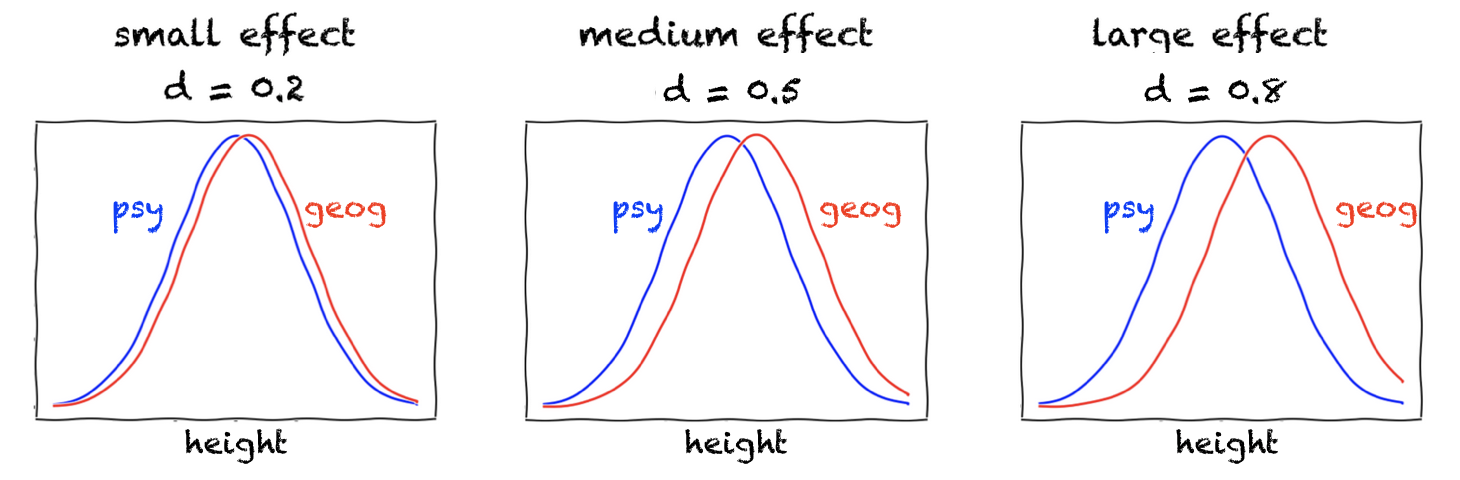 small effect
d = 0.2
psy
geog
height
medium effect
d = 0.5
psy
geog
height
large effect
d = 0.8
psy
geog
height